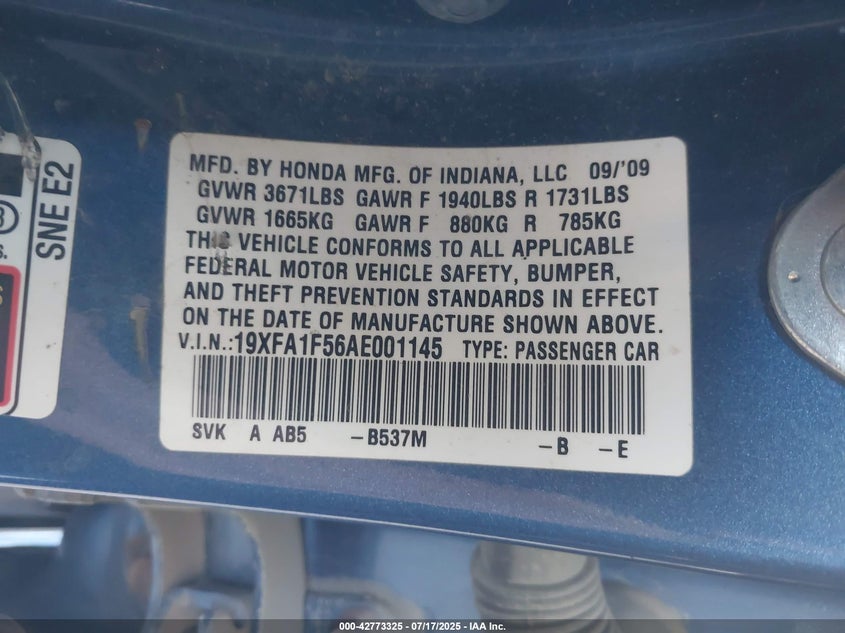 MFD. BY HONDA MFG. OF INDIANA, LLC 09/'09
GVWR 3671LBS GAWR F 1940LBS R 1731LBS
GVWR 1665KG GAWR F 880KG R 785KG
THIS VEHICLE CONFORMS TO ALL APPLICABLE
FEDERAL MOTOR VEHICLE SAFETY, BUMPER,
AND THEFT PREVENTION STANDARDS IN EFFECT
ON THE DATE OF MANUFACTURE SHOWN ABOVE.
V.I.N.:19XFA1F56AE001145 TYPE: PASSENGER CAR
SVK A AB5 -B537M -B -E
SNE E2
000-42773325 - 07/17/2025 - IAA Inc.